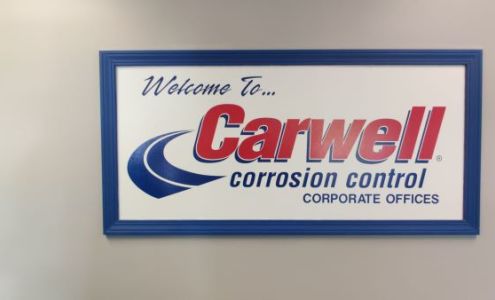 Welcome To...
Carwell®
corrosion control
CORPORATE OFFICES